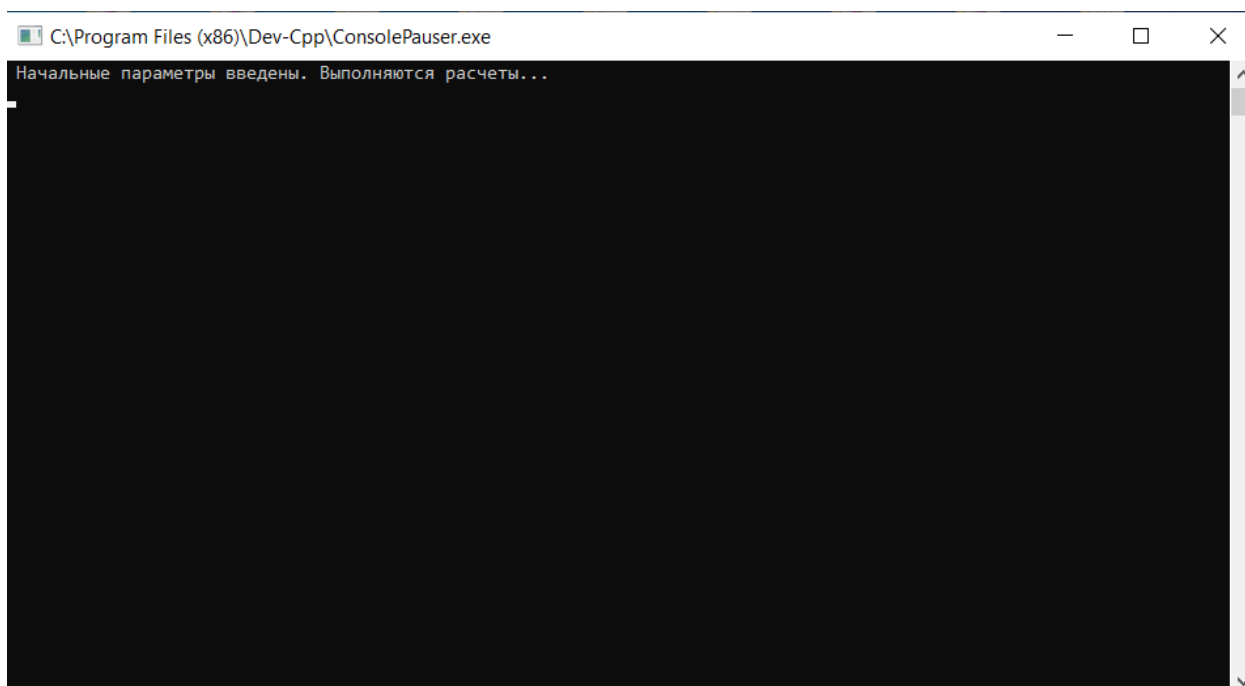 C:\Program Files (x86)\Dev-Cpp\ConsolePauser.exe
Начальные параметры введены. Выполняются расчеты...